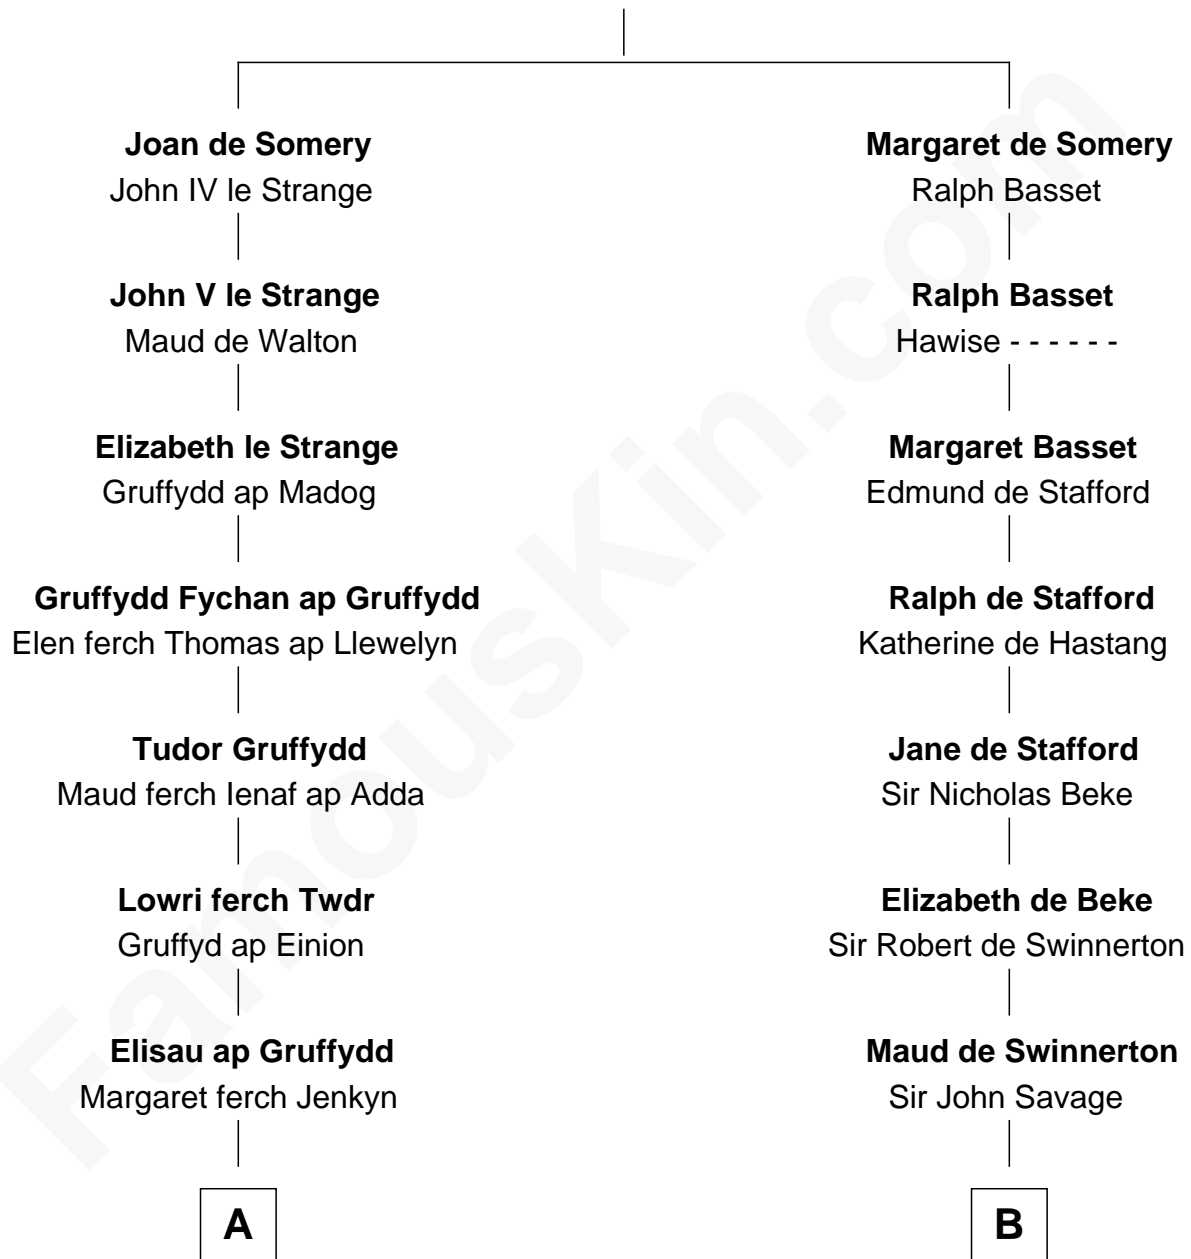 Joan de Somery
John IV le Strange
John V le Strange
Maud de Walton
Elizabeth le Strange
Gruffydd ap Madog
Gruffydd Fychan ap Gruffydd
Elen ferch Thomas ap Llewelyn
Tudor Gruffydd
Maud ferch Ienaf ap Adda
Lowri ferch Twdr
Gruffyd ap Einion
Elisau ap Gruffydd
Margaret ferch Jenkyn
A
Margaret de Somery
Ralph Basset
Ralph Basset
Hawise - - - - - -
Margaret Basset
Edmund de Stafford
Ralph de Stafford
Katherine de Hastang
Jane de Stafford
Sir Nicholas Beke
Elizabeth de Beke
Sir Robert de Swinnerton
Maud de Swinnerton
Sir John Savage
B
FamousKin.com